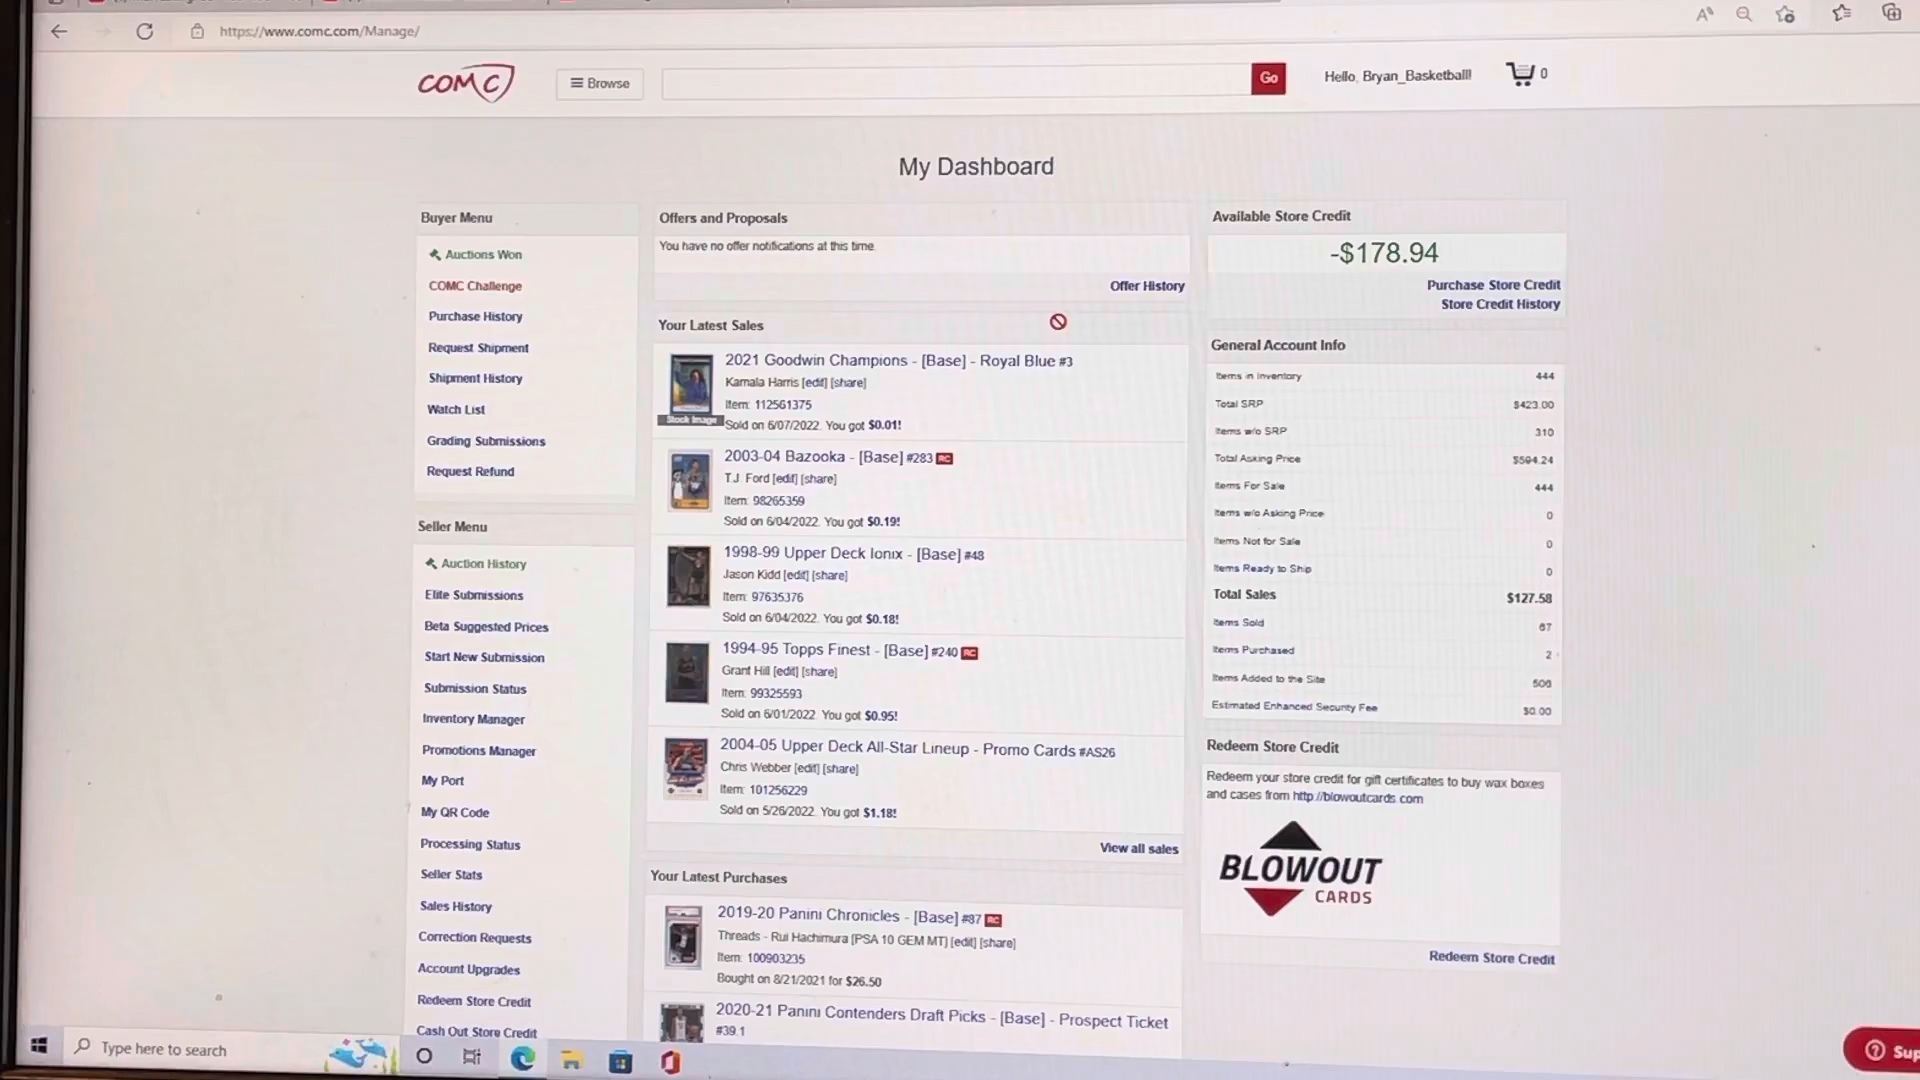 https://www.comc.com/Manage/
COMC
Browse
Go
Hello, Bryan_Basketball!
0
My Dashboard
Buyer Menu
Auctions Won
COMC Challenge
Purchase History
Request Shipment
Shipment History
Watch List
Grading Submissions
Request Refund
Seller Menu
Auction History
Elite Submissions
Beta Suggested Prices
Start New Submission
Submission Status
Inventory Manager
Promotions Manager
My Port
My QR Code
Processing Status
Seller Stats
Sales History
Correction Requests
Account Upgrades
Redeem Store Credit
Cash Out Store Credit
Offers and Proposals
You have no offer notifications at this time.
Offer History
Your Latest Sales
2021 Goodwin Champions - [Base] - Royal Blue #3
Kamala Harris [edit] [share]
Item: 112561375
Stock Image
Sold on 6/07/2022. You got $0.01!
2003-04 Bazooka - [Base] #283 RC
T.J. Ford [edit] [share]
Item: 98265359
Sold on 6/04/2022. You got $0.19!
1998-99 Upper Deck Ionix - [Base] #48
Jason Kidd [edit] [share]
Item: 97635376
Sold on 6/04/2022. You got $0.18!
1994-95 Topps Finest - [Base] #240 RC
Grant Hill [edit] [share]
Item: 99325593
Sold on 6/01/2022. You got $0.95!
2004-05 Upper Deck All-Star Lineup - Promo Cards #AS26
Chris Webber [edit] [share]
Item: 101256229
Sold on 5/26/2022. You got $1.18!
View all sales
Your Latest Purchases
2019-20 Panini Chronicles - [Base] #87 RC
Threads - Rui Hachimura [PSA 10 GEM MT] [edit] [share]
Item: 100903235
Bought on 8/21/2021 for $26.50
2020-21 Panini Contenders Draft Picks - [Base] - Prospect Ticket
#39.1
Available Store Credit
-$178.94
Purchase Store Credit
Store Credit History
General Account Info
Items in Inventory 444
Total SRP $423.00
Items w/o SRP 310
Total Asking Price $594.24
Items For Sale 444
Items w/o Asking Price 0
Items Not for Sale 0
Items Ready to Ship 0
Total Sales $127.58
Items Sold 67
Items Purchased 2
Items Added to the Site 506
Estimated Enhanced Security Fee $0.00
Redeem Store Credit
Redeem your store credit for gift certificates to buy wax boxes
and cases from http://blowoutcards.com
BLOWOUT
CARDS
Redeem Store Credit
Type here to search
Sup